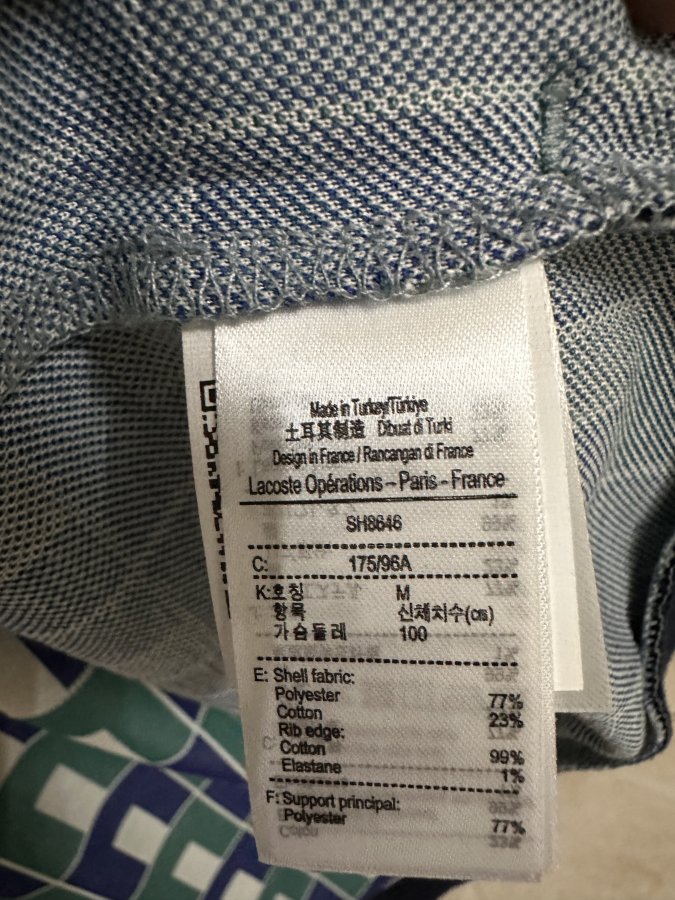 Made in Turkey/Türkiye
土耳其制造 Dibuat di Turki
Design in France / Rancangan di France
Lacoste Opérations – Paris - France
SH8646
C: 175/96A
K: 호칭 M
항목 신체치수(㎝)
가슴둘레 100
E: Shell fabric:
Polyester 77%
Cotton 23%
Rib edge:
Cotton 99%
Elastane 1%
F: Support principal:
Polyester 77%